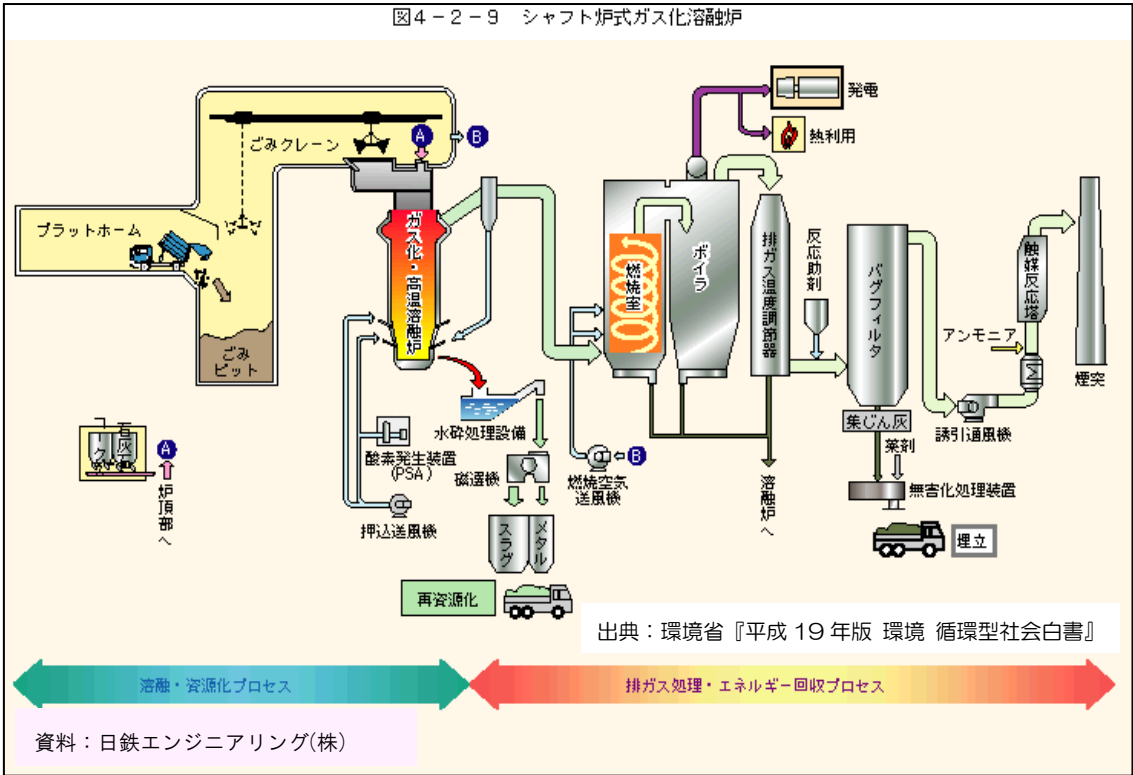 図4-2-9 シャフト炉式ガス化溶融炉
ごみクレーン
A
B
発電
熱利用
プラットホーム
ガス化・高温溶融炉
燃焼室
ボイラ
排ガス温度調節器
反応助剤
バグフィルタ
触媒反応塔
アンモニア
煙突
ごみ
ピット
水砕処理設備
集じん灰
誘引通風機
薬剤
石灰
A
炉頂部へ
酸素発生装置
(PSA)
磁選機
燃焼空気
送風機
B
溶融炉へ
無害化処理装置
押込送風機
スラグ
メタル
埋立
再資源化
出典:環境省『平成19年版 環境 循環型社会白書』
溶融・資源化プロセス
排ガス処理・エネルギー回収プロセス
資料:日鉄エンジニアリング(株)